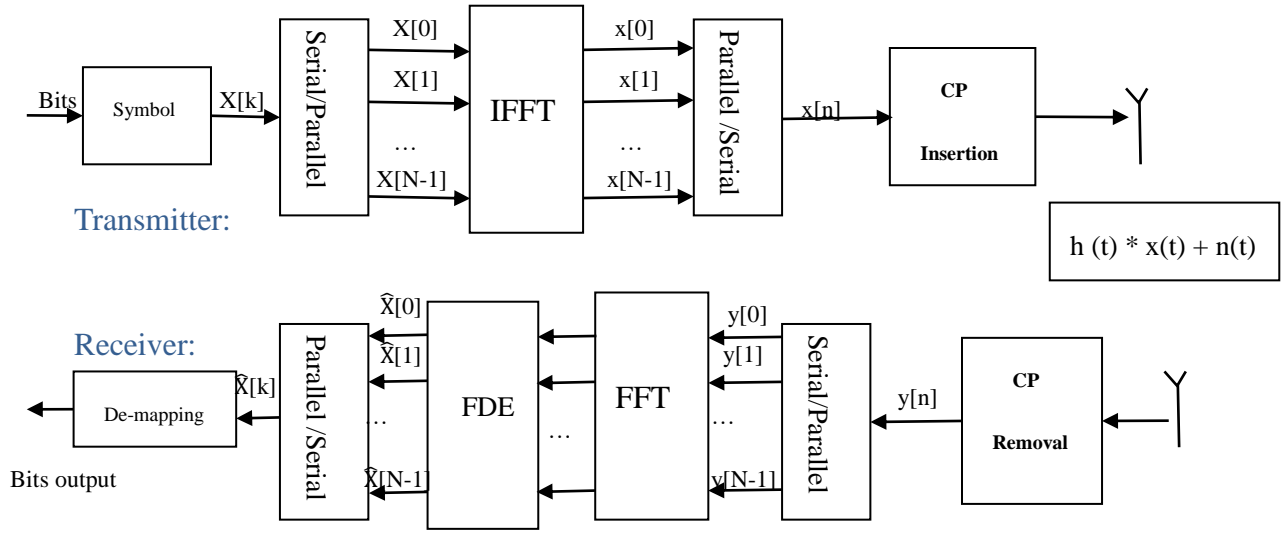 Bits
Symbol
X[k]
Serial/Parallel
X[0]
X[1]
…
X[N-1]
IFFT
x[0]
x[1]
…
x[N-1]
Parallel /Serial
x[n]
CP
Insertion
Transmitter:
h (t) * x(t) + n(t)
Receiver:
CP
Removal
y[n]
Serial/Parallel
y[0]
y[1]
…
y[N-1]
FFT
…
FDE
X̂[0]
X̂[1]
…
X̂[N-1]
Parallel /Serial
X̂[k]
De-mapping
Bits output